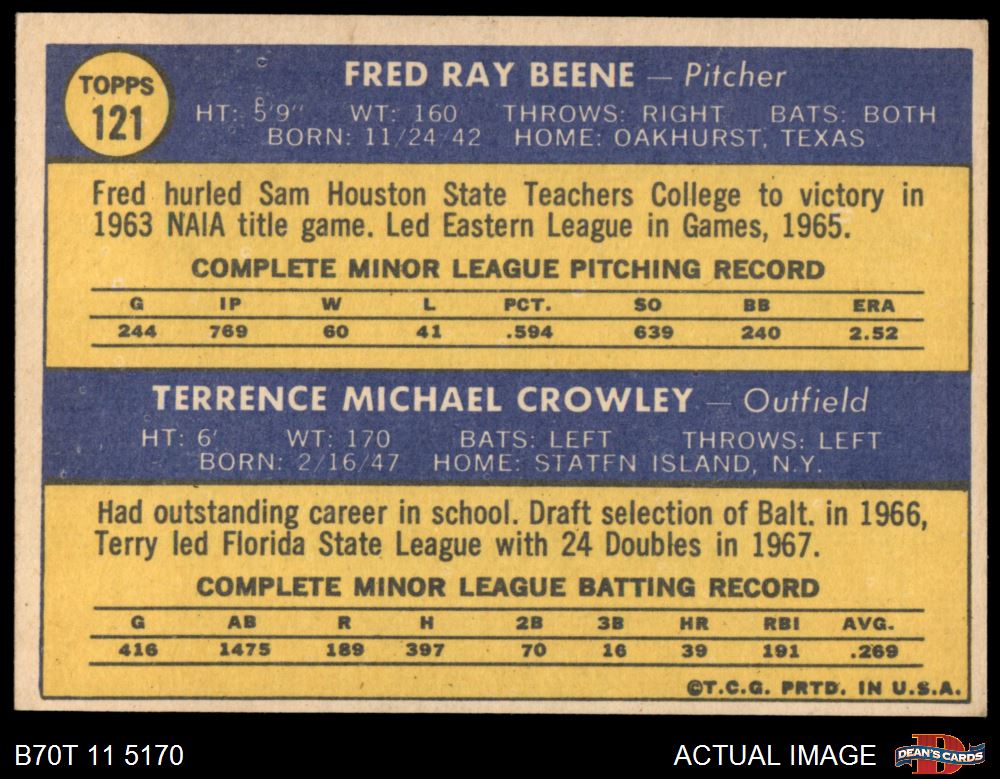 TOPPS
121
FRED RAY BEENE — Pitcher
HT: 5'9" WT: 160 THROWS: RIGHT BATS: BOTH
BORN: 11/24/42 HOME: OAKHURST, TEXAS
Fred hurled Sam Houston State Teachers College to victory in
1963 NAIA title game. Led Eastern League in Games, 1965.
COMPLETE MINOR LEAGUE PITCHING RECORD
G IP W L PCT. SO BB ERA
244 769 60 41 .594 639 240 2.52
TERRENCE MICHAEL CROWLEY — Outfield
HT: 6' WT: 170 BATS: LEFT THROWS: LEFT
BORN: 2/16/47 HOME: STATEN ISLAND, N.Y.
Had outstanding career in school. Draft selection of Balt. in 1966,
Terry led Florida State League with 24 Doubles in 1967.
COMPLETE MINOR LEAGUE BATTING RECORD
G AB R H 2B 3B HR RBI AVG.
416 1475 189 397 70 16 39 191 .269
©T.C.G. PRTD. IN U.S.A.
B70T 11 5170 ACTUAL IMAGE DEAN'S CARDS